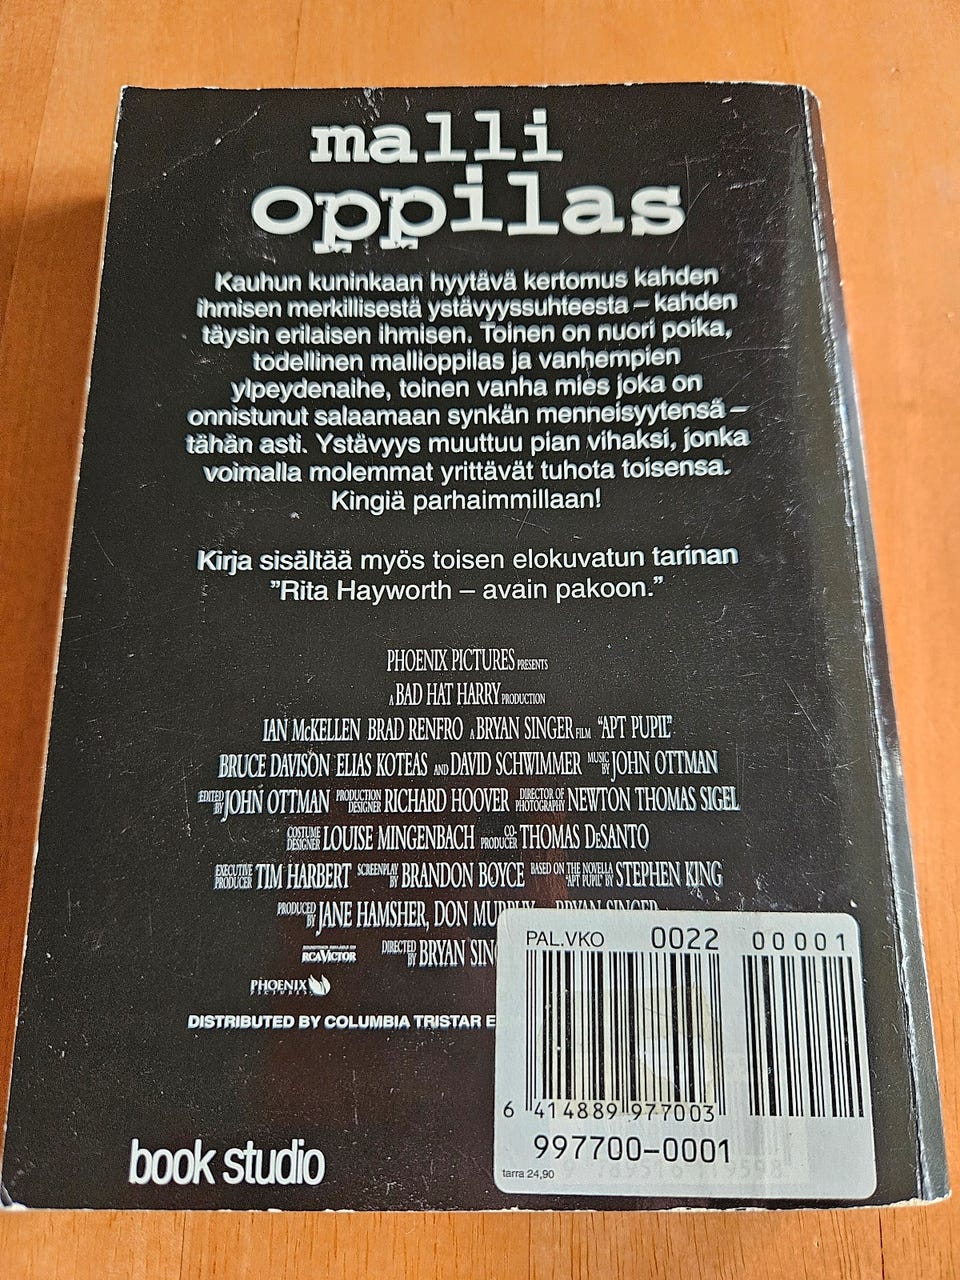 malli
oppilas
Kauhun kuninkaan hyytävä kertomus kahden
ihmisen merkillisestä ystävyyssuhteesta – kahden
täysin erilaisen ihmisen. Toinen on nuori poika,
todellinen mallioppilas ja vanhempien
ylpeydenaihe, toinen vanha mies joka on
onnistunut salaamaan synkän menneisyytensä –
tähän asti. Ystävyys muuttuu pian vihaksi, jonka
voimalla molemmat yrittävät tuhota toisensa.
Kingiä parhaimmillaan!
Kirja sisältää myös toisen elokuvatun tarinan
”Rita Hayworth – avain pakoon.”
PHOENIX PICTURES PRESENTS
A BAD HAT HARRY PRODUCTION
IAN McKELLEN BRAD RENFRO A BRYAN SINGER FILM "APT PUPIL"
BRUCE DAVISON ELIAS KOTEAS AND DAVID SCHWIMMER MUSIC BY JOHN OTTMAN
EDITED BY JOHN OTTMAN PRODUCTION DESIGNER RICHARD HOOVER DIRECTOR OF PHOTOGRAPHY NEWTON THOMAS SIGEL
COSTUME DESIGNER LOUISE MINGENBACH CO-PRODUCER THOMAS DeSANTO
EXECUTIVE PRODUCER TIM HARBERT SCREENPLAY BY BRANDON BOYCE BASED ON THE NOVELLA "APT PUPIL" BY STEPHEN KING
PRODUCED BY JANE HAMSHER, DON MURPHY BRYAN SINGER
DIRECTED BY BRYAN SING
RCA VICTOR
PHOENIX PICTURES
DISTRIBUTED BY COLUMBIA TRISTAR
PAL.VKO 0022 00001
6 414889 977003
997700-0001
tarra 24,90
book studio